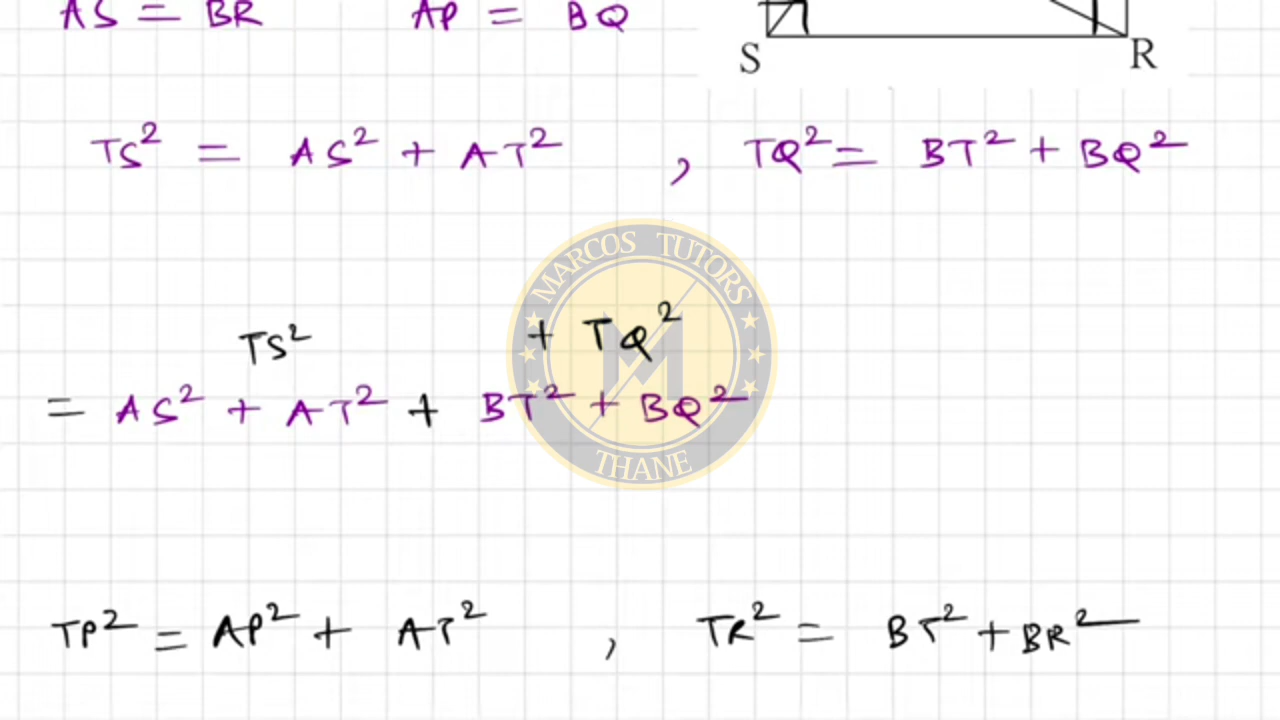 AS = BR AP = BQ
S R
TS² = AS² + AT² , TQ² = BT² + BQ²
MARCOS TUTORS
TS² + TQ²
= AS² + AT² + BT² + BQ²
THANE
TP² = AP² + AT² , TR² = BT² + BR²